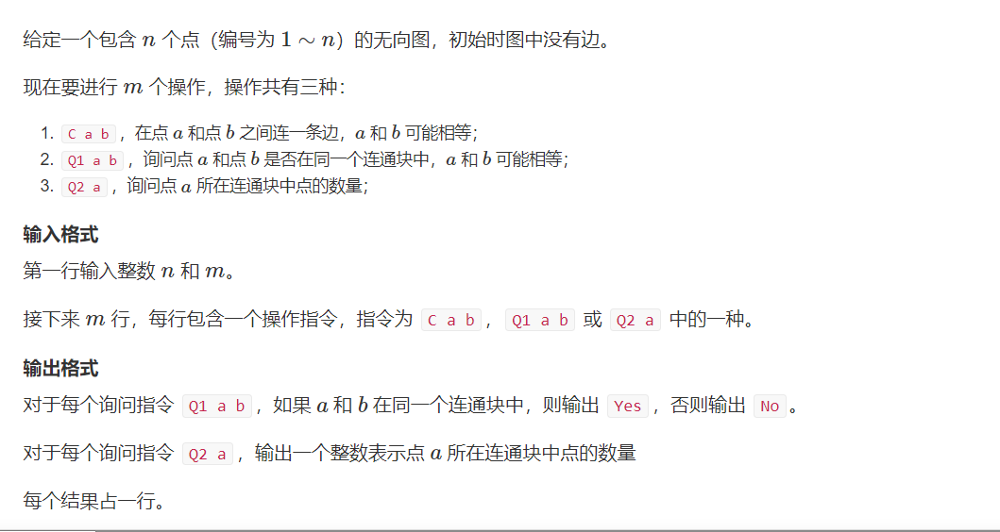 给定一个包含 n 个点（编号为 1 ∼ n）的无向图，初始时图中没有边。
现在要进行 m 个操作，操作共有三种：
1. C a b ，在点 a 和点 b 之间连一条边，a 和 b 可能相等；
2. Q1 a b ，询问点 a 和点 b 是否在同一个连通块中，a 和 b 可能相等；
3. Q2 a ，询问点 a 所在连通块中点的数量；
输入格式
第一行输入整数 n 和 m。
接下来 m 行，每行包含一个操作指令，指令为 C a b ， Q1 a b 或 Q2 a 中的一种。
输出格式
对于每个询问指令 Q1 a b ，如果 a 和 b 在同一个连通块中，则输出 Yes ，否则输出 No 。
对于每个询问指令 Q2 a ，输出一个整数表示点 a 所在连通块中点的数量
每个结果占一行。